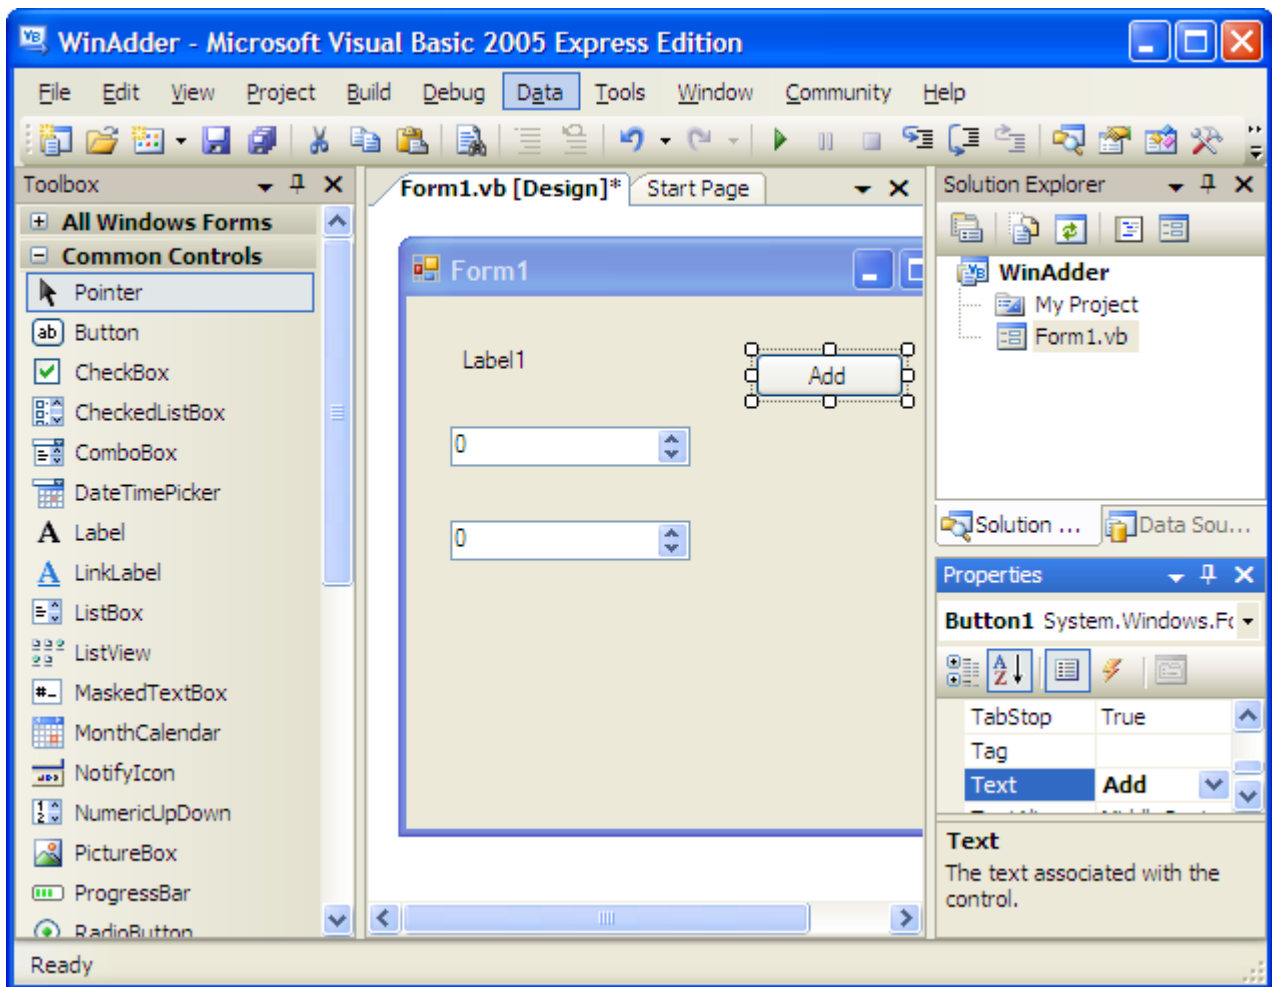 WinAdder - Microsoft Visual Basic 2005 Express Edition
File Edit View Project Build Debug Data Tools Window Community Help
Toolbox
All Windows Forms
Common Controls
Pointer
Button
CheckBox
CheckedListBox
ComboBox
DateTimePicker
Label
LinkLabel
ListBox
ListView
MaskedTextBox
MonthCalendar
NotifyIcon
NumericUpDown
PictureBox
ProgressBar
RadioButton
Form1.vb [Design]* Start Page
Form1
Label1
Add
0
0
Solution Explorer
WinAdder
My Project
Form1.vb
Solution ... Data Sou...
Properties
Button1 System.Windows.Fo
TabStop True
Tag
Text Add
Text
The text associated with the
control.
Ready